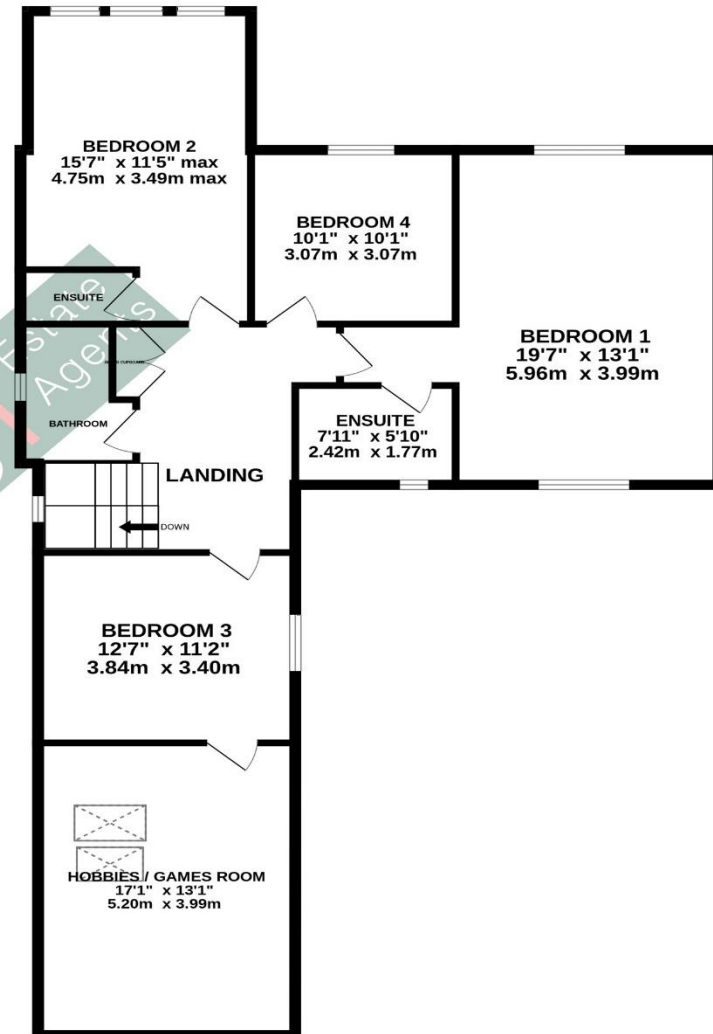 BEDROOM 2
15'7" x 11'5" max
4.75m x 3.49m max
BEDROOM 4
10'1" x 10'1"
3.07m x 3.07m
BEDROOM 1
19'7" x 13'1"
5.96m x 3.99m
ENSUITE
Estate
Agents
BATHROOM
ENSUITE
7'11" x 5'10"
2.42m x 1.77m
LANDING
DOWN
BEDROOM 3
12'7" x 11'2"
3.84m x 3.40m
HOBBIES / GAMES ROOM
17'1" x 13'1"
5.20m x 3.99m